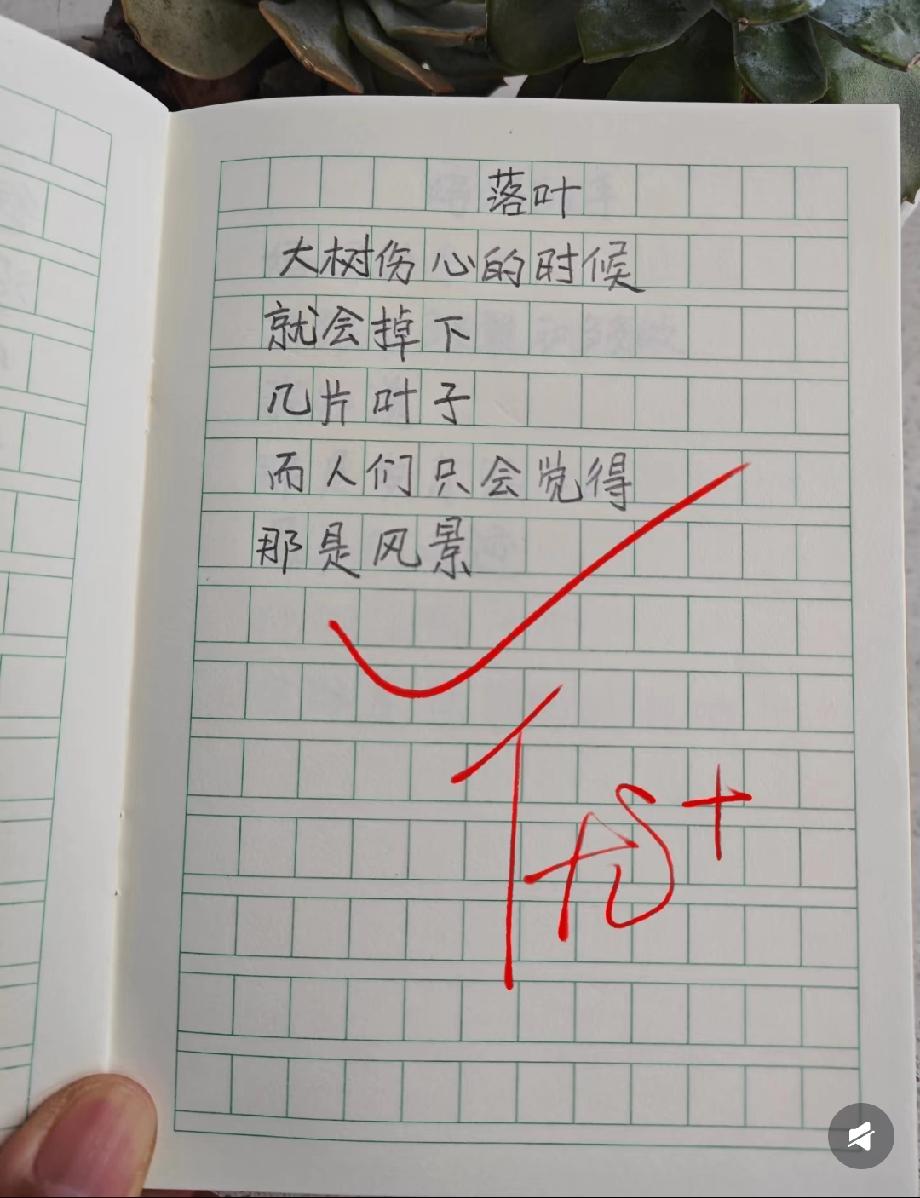 落叶
大树伤心的时候
就会掉下
几片叶子
而人们只会觉得
那是风景
优+